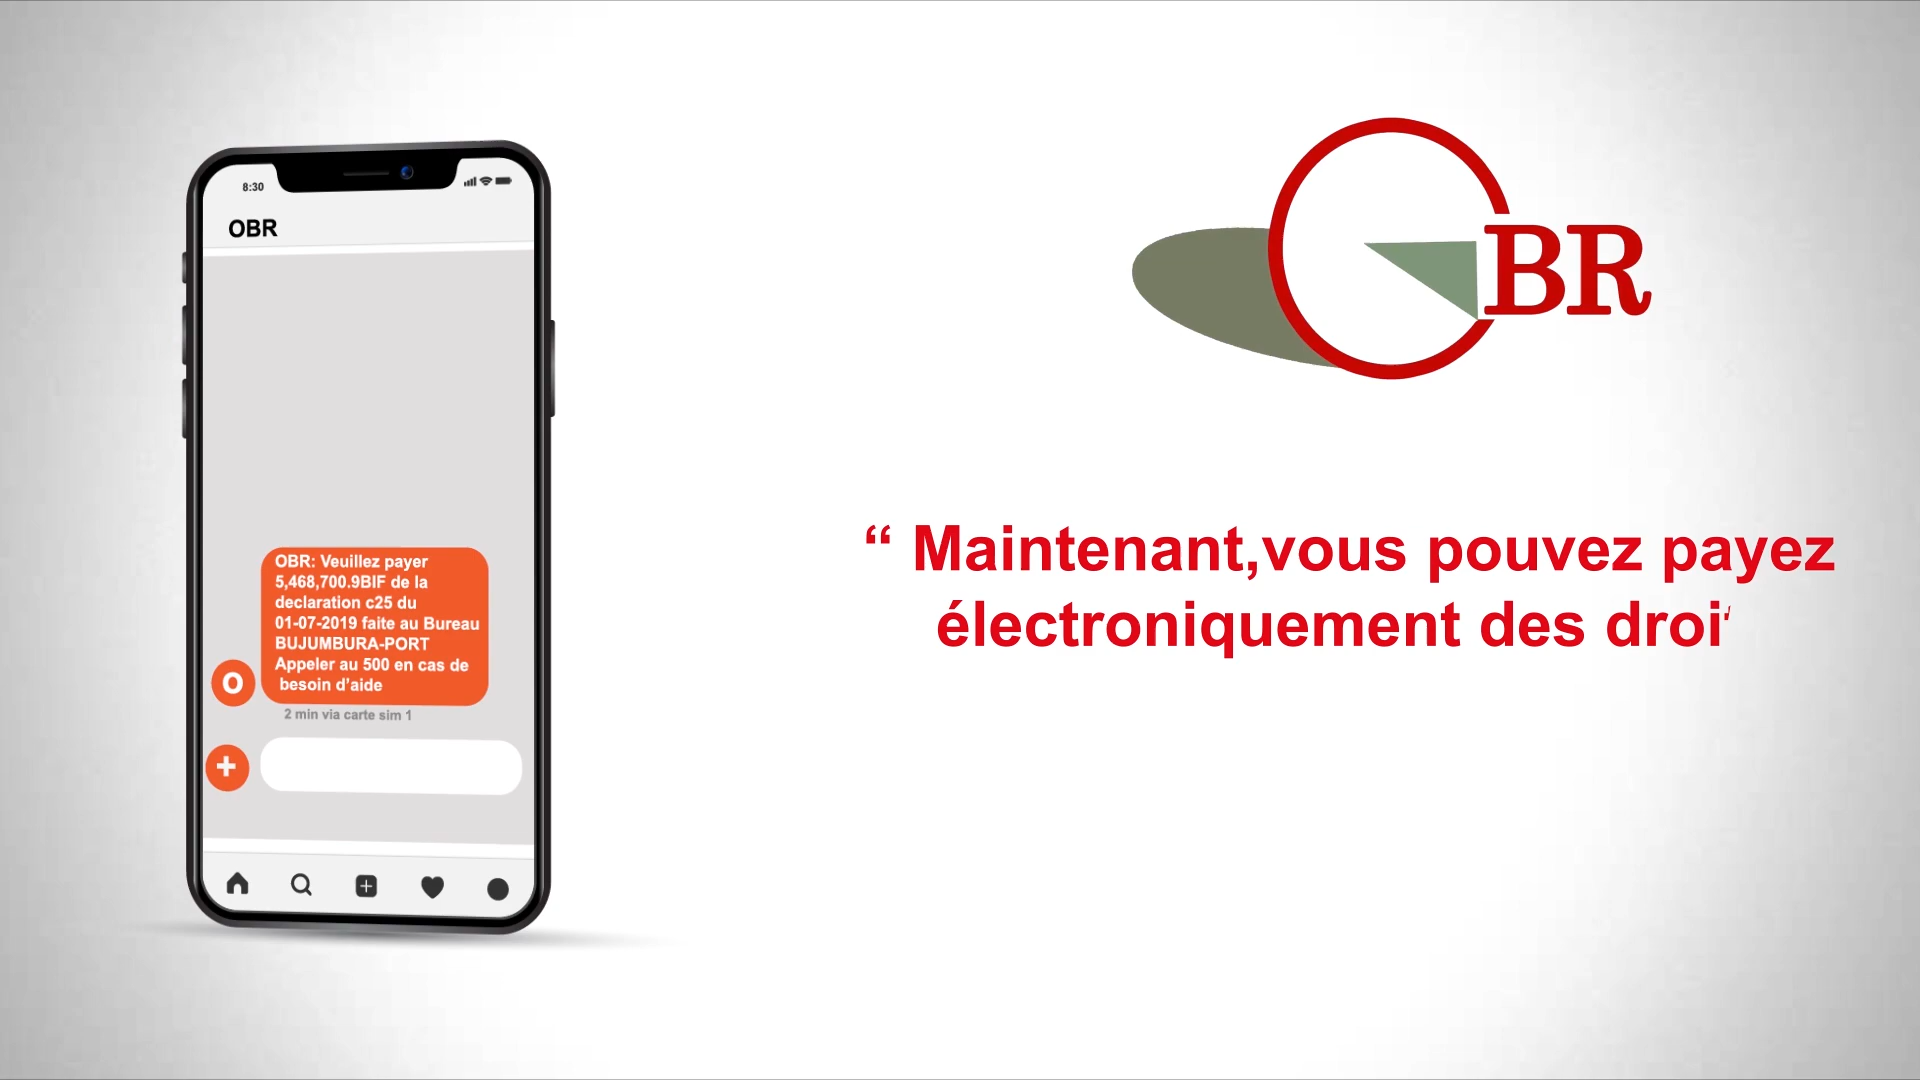 8:30
OBR
OBR: Veuillez payer
5,468,700.9BIF de la
declaration c25 du
01-07-2019 faite au Bureau
BUJUMBURA-PORT
Appeler au 500 en cas de
besoin d’aide
O
2 min via carte sim 1
+
OBR
“ Maintenant,vous pouvez payez
électroniquement des droi